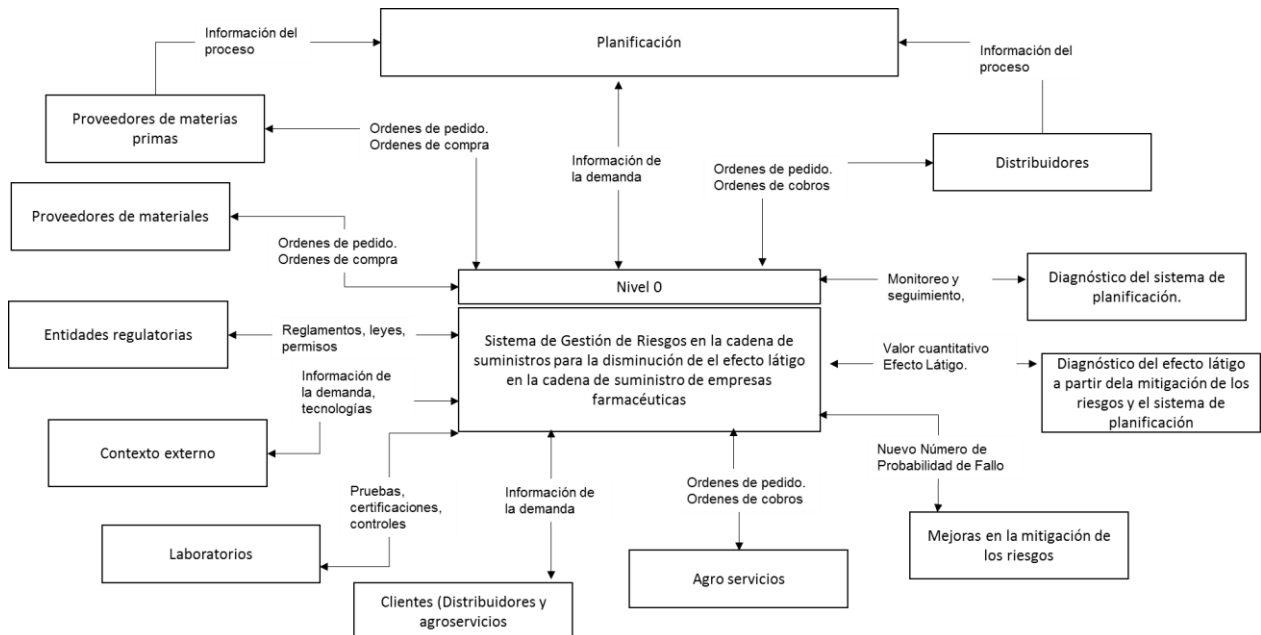 Información del
proceso
Planificación
Información del
proceso
Proveedores de materias
primas
Ordenes de pedido.
Ordenes de compra
Información de
la demanda
Ordenes de pedido.
Ordenes de cobros
Distribuidores
Proveedores de materiales
Ordenes de pedido.
Ordenes de compra
Nivel 0
Monitoreo y
seguimiento,
Diagnóstico del sistema de
planificación.
Entidades regulatorias
Reglamentos, leyes,
permisos
Sistema de Gestión de Riesgos en la cadena de
suministros para la disminución de el efecto látigo
en la cadena de suministro de empresas
farmacéuticas
Valor cuantitativo
Efecto Látigo.
Diagnóstico del efecto látigo
a partir dela mitigación de los
riesgos y el sistema de
planificación
Información de
la demanda,
tecnologías
Contexto externo
Nuevo Número de
Probabilidad de Fallo
Pruebas,
certificaciones,
controles
Información de
la demanda
Ordenes de pedido.
Ordenes de cobros
Mejoras en la mitigación de
los riesgos
Laboratorios
Agro servicios
Clientes (Distribuidores y
agroservicios